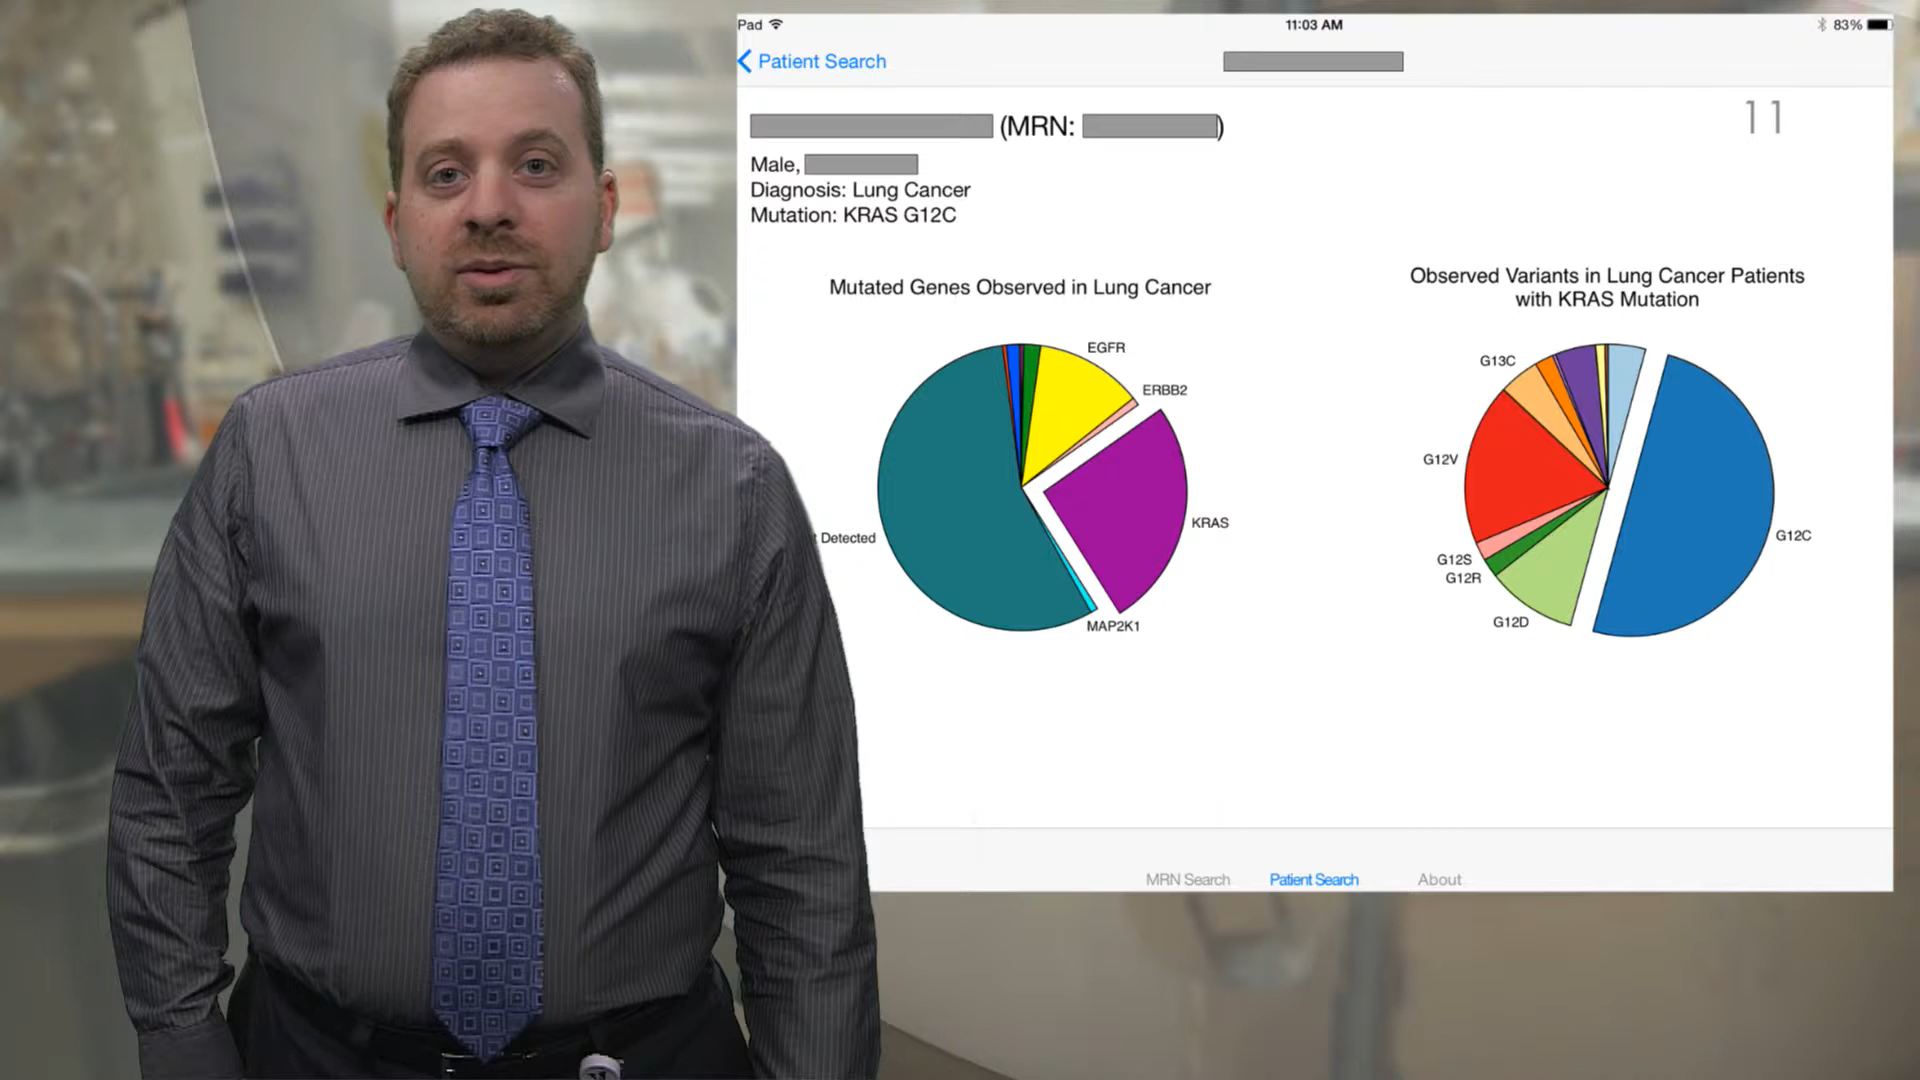 Pad 11:03 AM 83%
Patient Search
(MRN: )
11
Male,
Diagnosis: Lung Cancer
Mutation: KRAS G12C
Mutated Genes Observed in Lung Cancer
EGFR
ERBB2
KRAS
MAP2K1
Detected
Observed Variants in Lung Cancer Patients
with KRAS Mutation
G13C
G12V
G12S
G12R
G12D
G12C
MRN Search Patient Search About